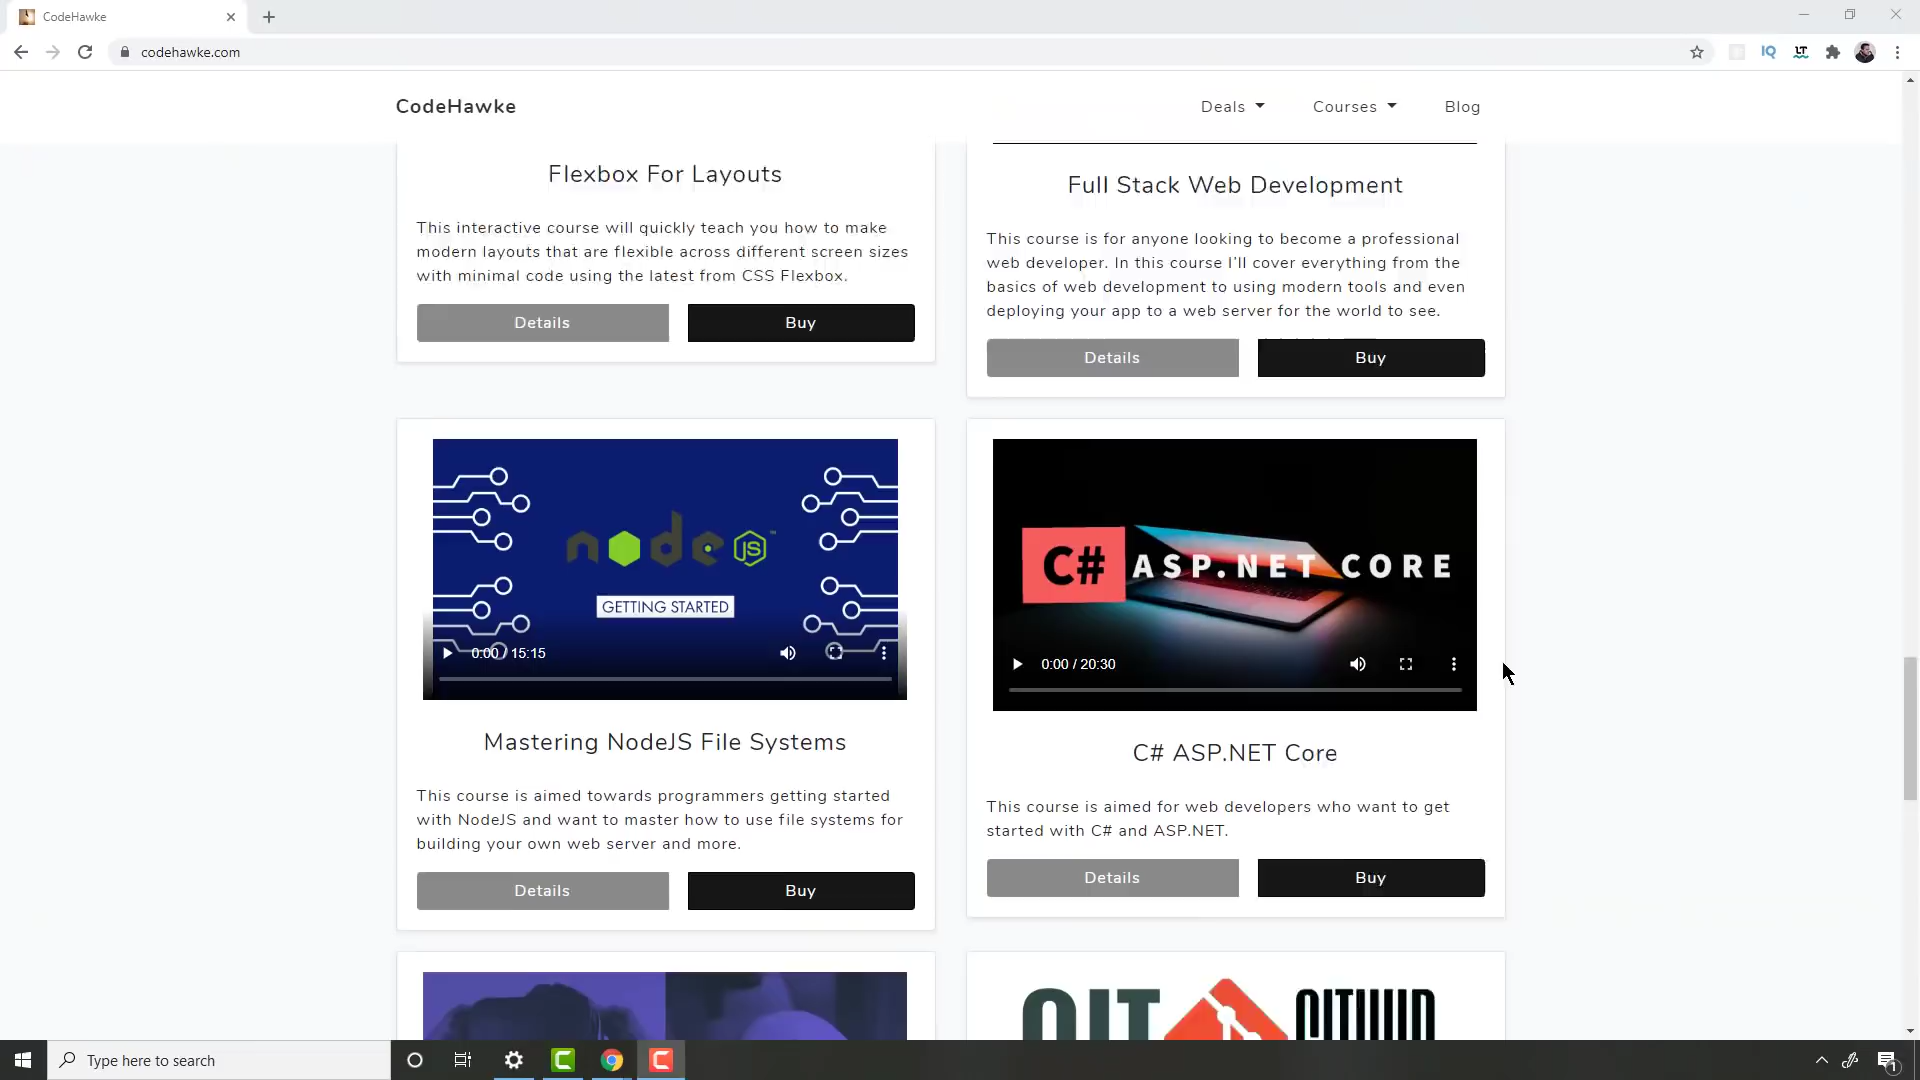 CodeHawke
codehawke.com
IQ
LT
CodeHawke
Deals
Courses
Blog
Flexbox For Layouts
This interactive course will quickly teach you how to make
modern layouts that are flexible across different screen sizes
with minimal code using the latest from CSS Flexbox.
Details
Buy
Full Stack Web Development
This course is for anyone looking to become a professional
web developer. In this course I'll cover everything from the
basics of web development to using modern tools and even
deploying your app to a web server for the world to see.
Details
Buy
node JS
GETTING STARTED
0:00 / 15:15
Mastering NodeJS File Systems
This course is aimed towards programmers getting started
with NodeJS and want to master how to use file systems for
building your own web server and more.
Details
Buy
C# ASP.NET CORE
0:00 / 20:30
C# ASP.NET Core
This course is aimed for web developers who want to get
started with C# and ASP.NET.
Details
Buy
Type here to search
1